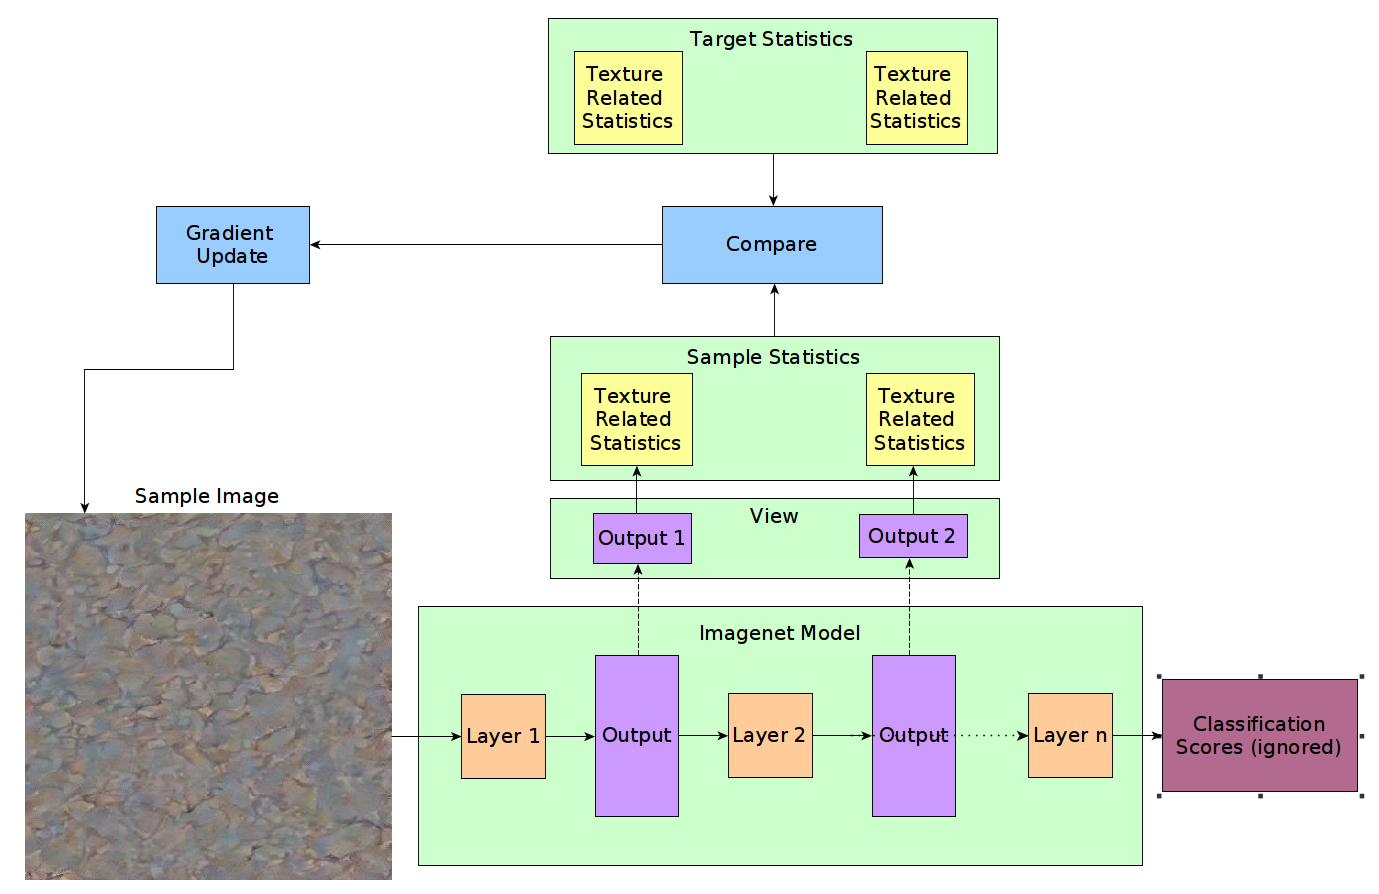 Target Statistics
Texture
Related
Statistics
Texture
Related
Statistics
Gradient
Update
Compare
Sample Statistics
Texture
Related
Statistics
Texture
Related
Statistics
Sample Image
View
Output 1
Output 2
Imagenet Model
Layer 1
Output
Layer 2
Output
Layer n
Classification
Scores (ignored)